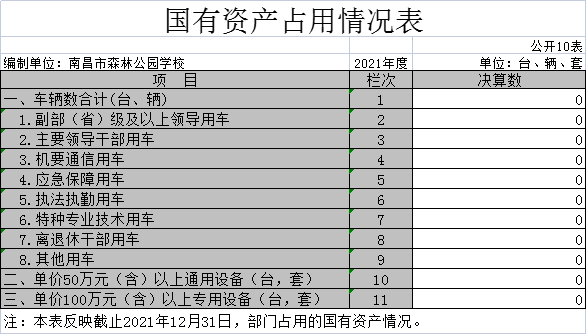 国有资产占用情况表
公开10表
编制单位：南昌市森林公园学校 2021年度 单位：台、辆、套
项 目 栏次 决算数
一、车辆数合计(台、辆) 1 0
1.副部（省）级及以上领导用车 2 0
2.主要领导干部用车 3 0
3.机要通信用车 4 0
4.应急保障用车 5 0
5.执法执勤用车 6 0
6.特种专业技术用车 7 0
7.离退休干部用车 8 0
8.其他用车 9 0
二、单价50万元（含）以上通用设备（台，套） 10 0
三、单价100万元（含）以上专用设备（台，套） 11 0
注：本表反映截止2021年12月31日，部门占用的国有资产情况。